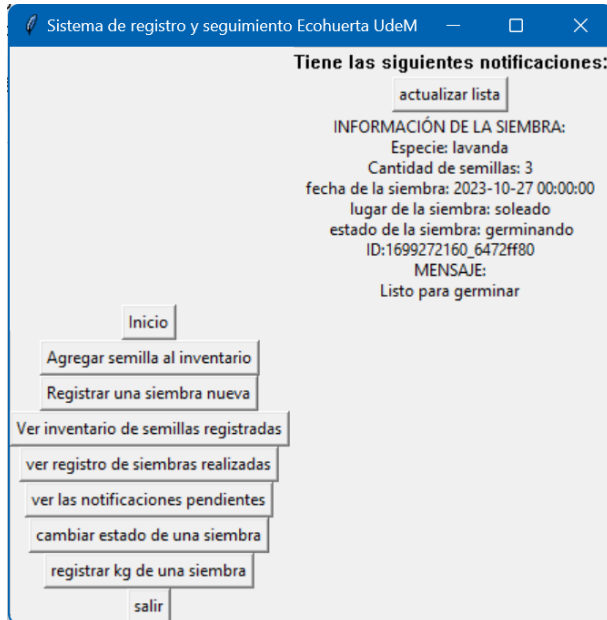 Sistema de registro y seguimiento Ecohuerta UdeM
Tiene las siguientes notificaciones:
actualizar lista
INFORMACIÓN DE LA SIEMBRA:
Especie: lavanda
Cantidad de semillas: 3
fecha de la siembra: 2023-10-27 00:00:00
lugar de la siembra: soleado
estado de la siembra: germinando
ID:1699272160_6472ff80
MENSAJE:
Listo para germinar
Inicio
Agregar semilla al inventario
Registrar una siembra nueva
Ver inventario de semillas registradas
ver registro de siembras realizadas
ver las notificaciones pendientes
cambiar estado de una siembra
registrar kg de una siembra
salir